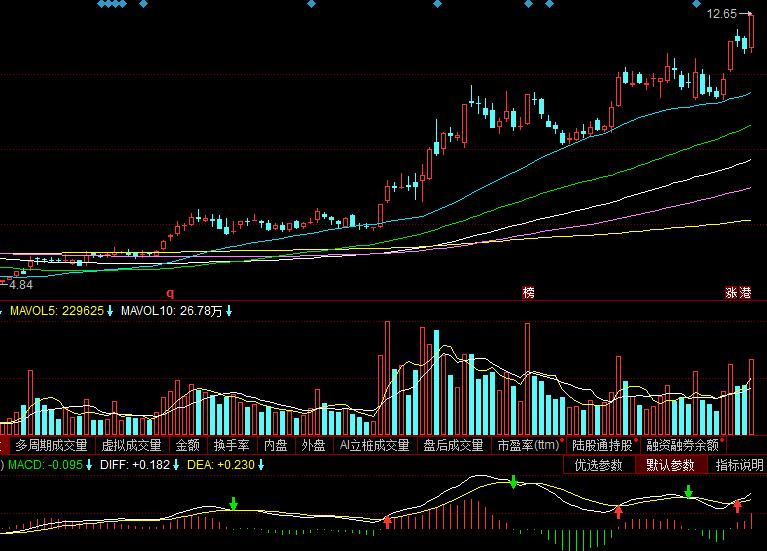 12.65
4.84
q
榜
涨 港
MAVOL5: 229625 MAVOL10: 26.78万
多周期成交量 虚拟成交量 金额 换手率 内盘 外盘 AI立桩成交量 盘后成交量 市盈率(ttm) 陆股通持股 融资融券余额
) MACD: -0.095 DIFF: +0.182 DEA: +0.230 优选参数 默认参数 指标说明